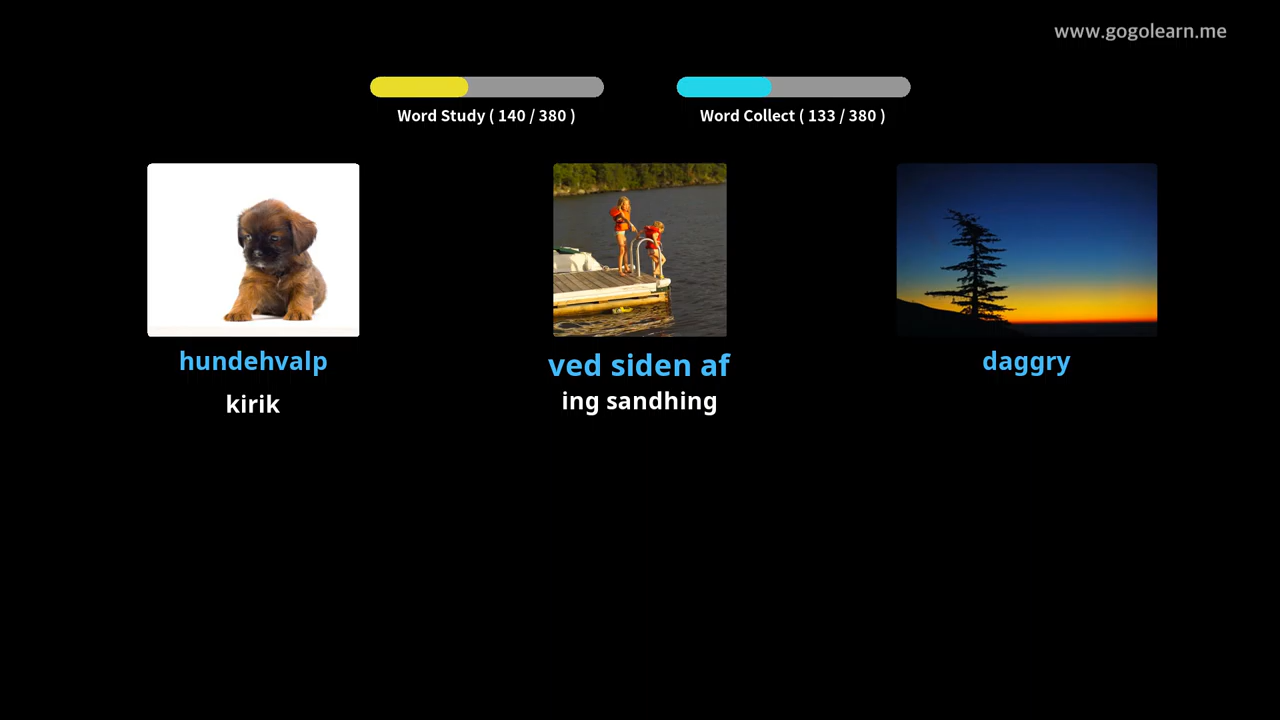 www.gogolearn.me
Word Study ( 140 / 380 )
Word Collect ( 133 / 380 )
hundehvalp
kirik
ved siden af
ing sandhing
daggry